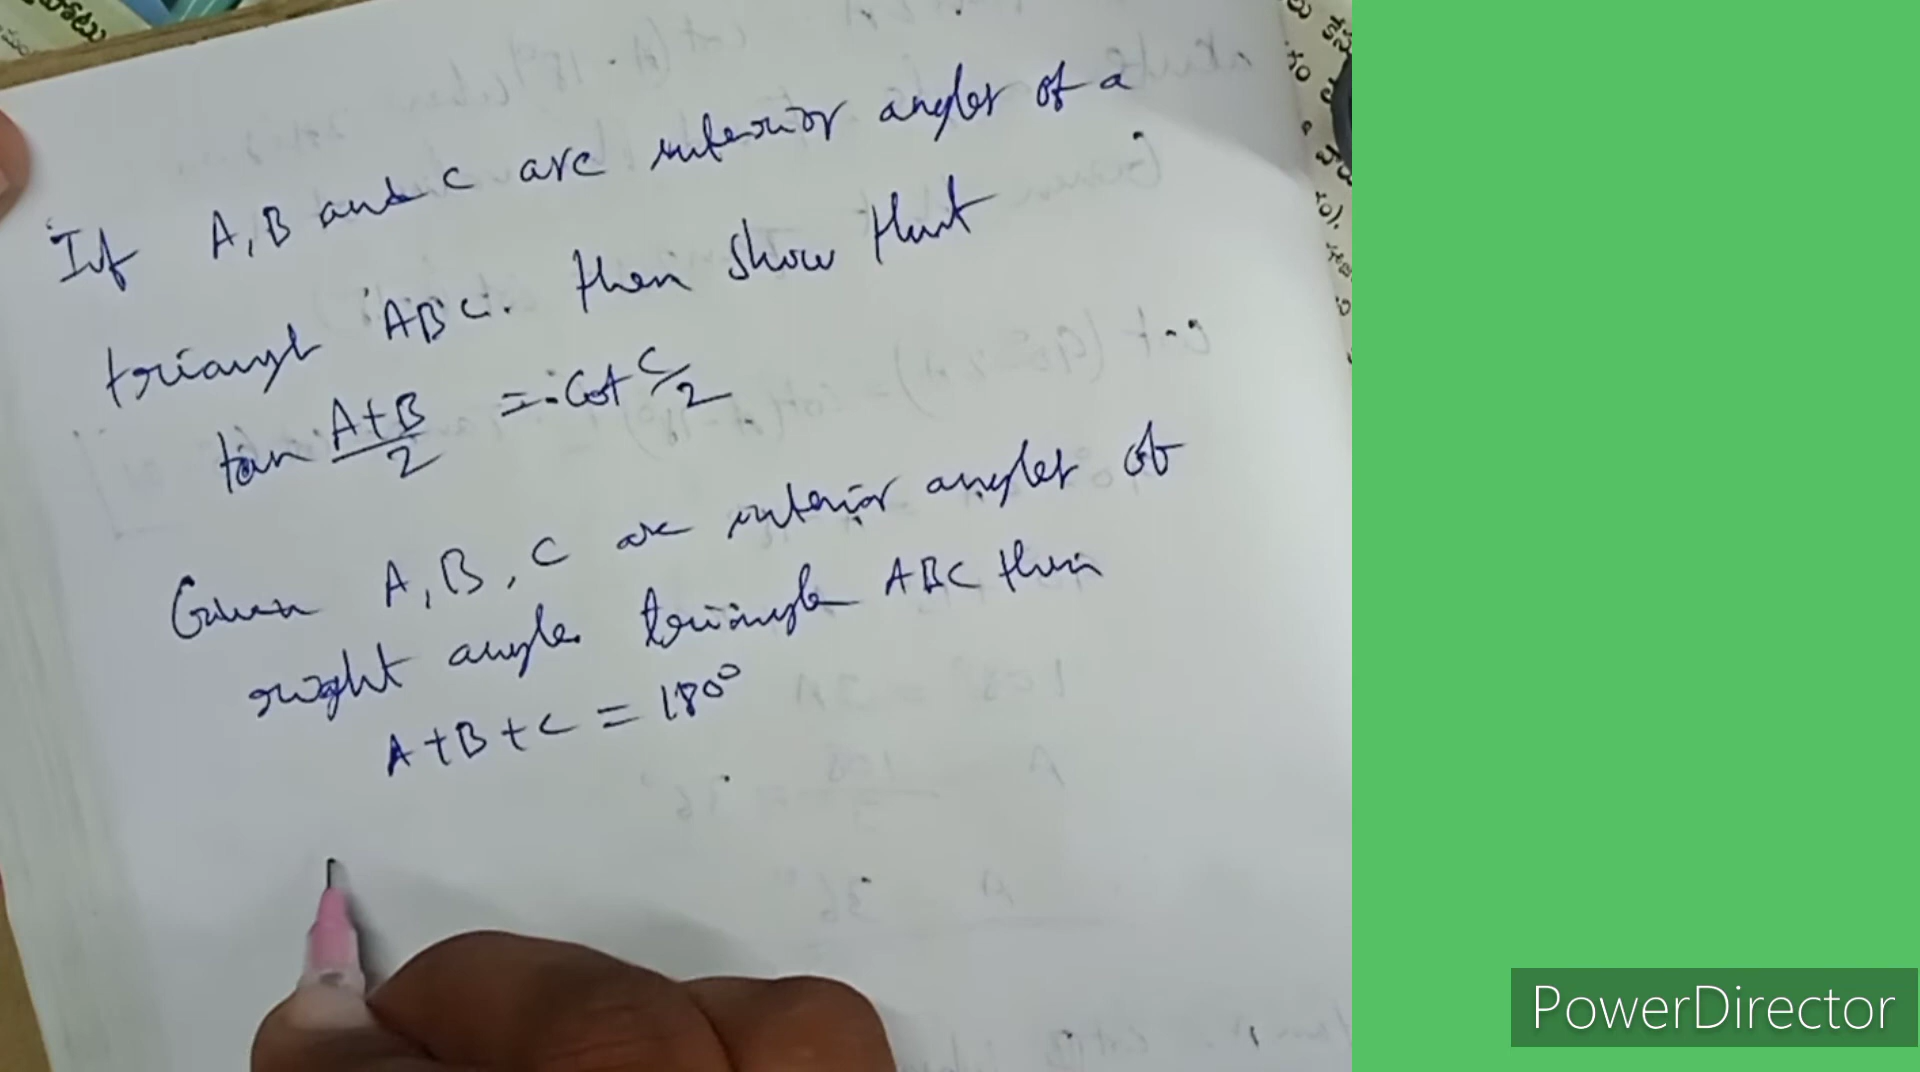 If A, B and C are interior angles of a
triangle ABC. then show that
tan A+B/2 = cot C/2
Given A, B, C are interior angles of
right angle triangle ABC then
A+B+C = 180°
PowerDirector